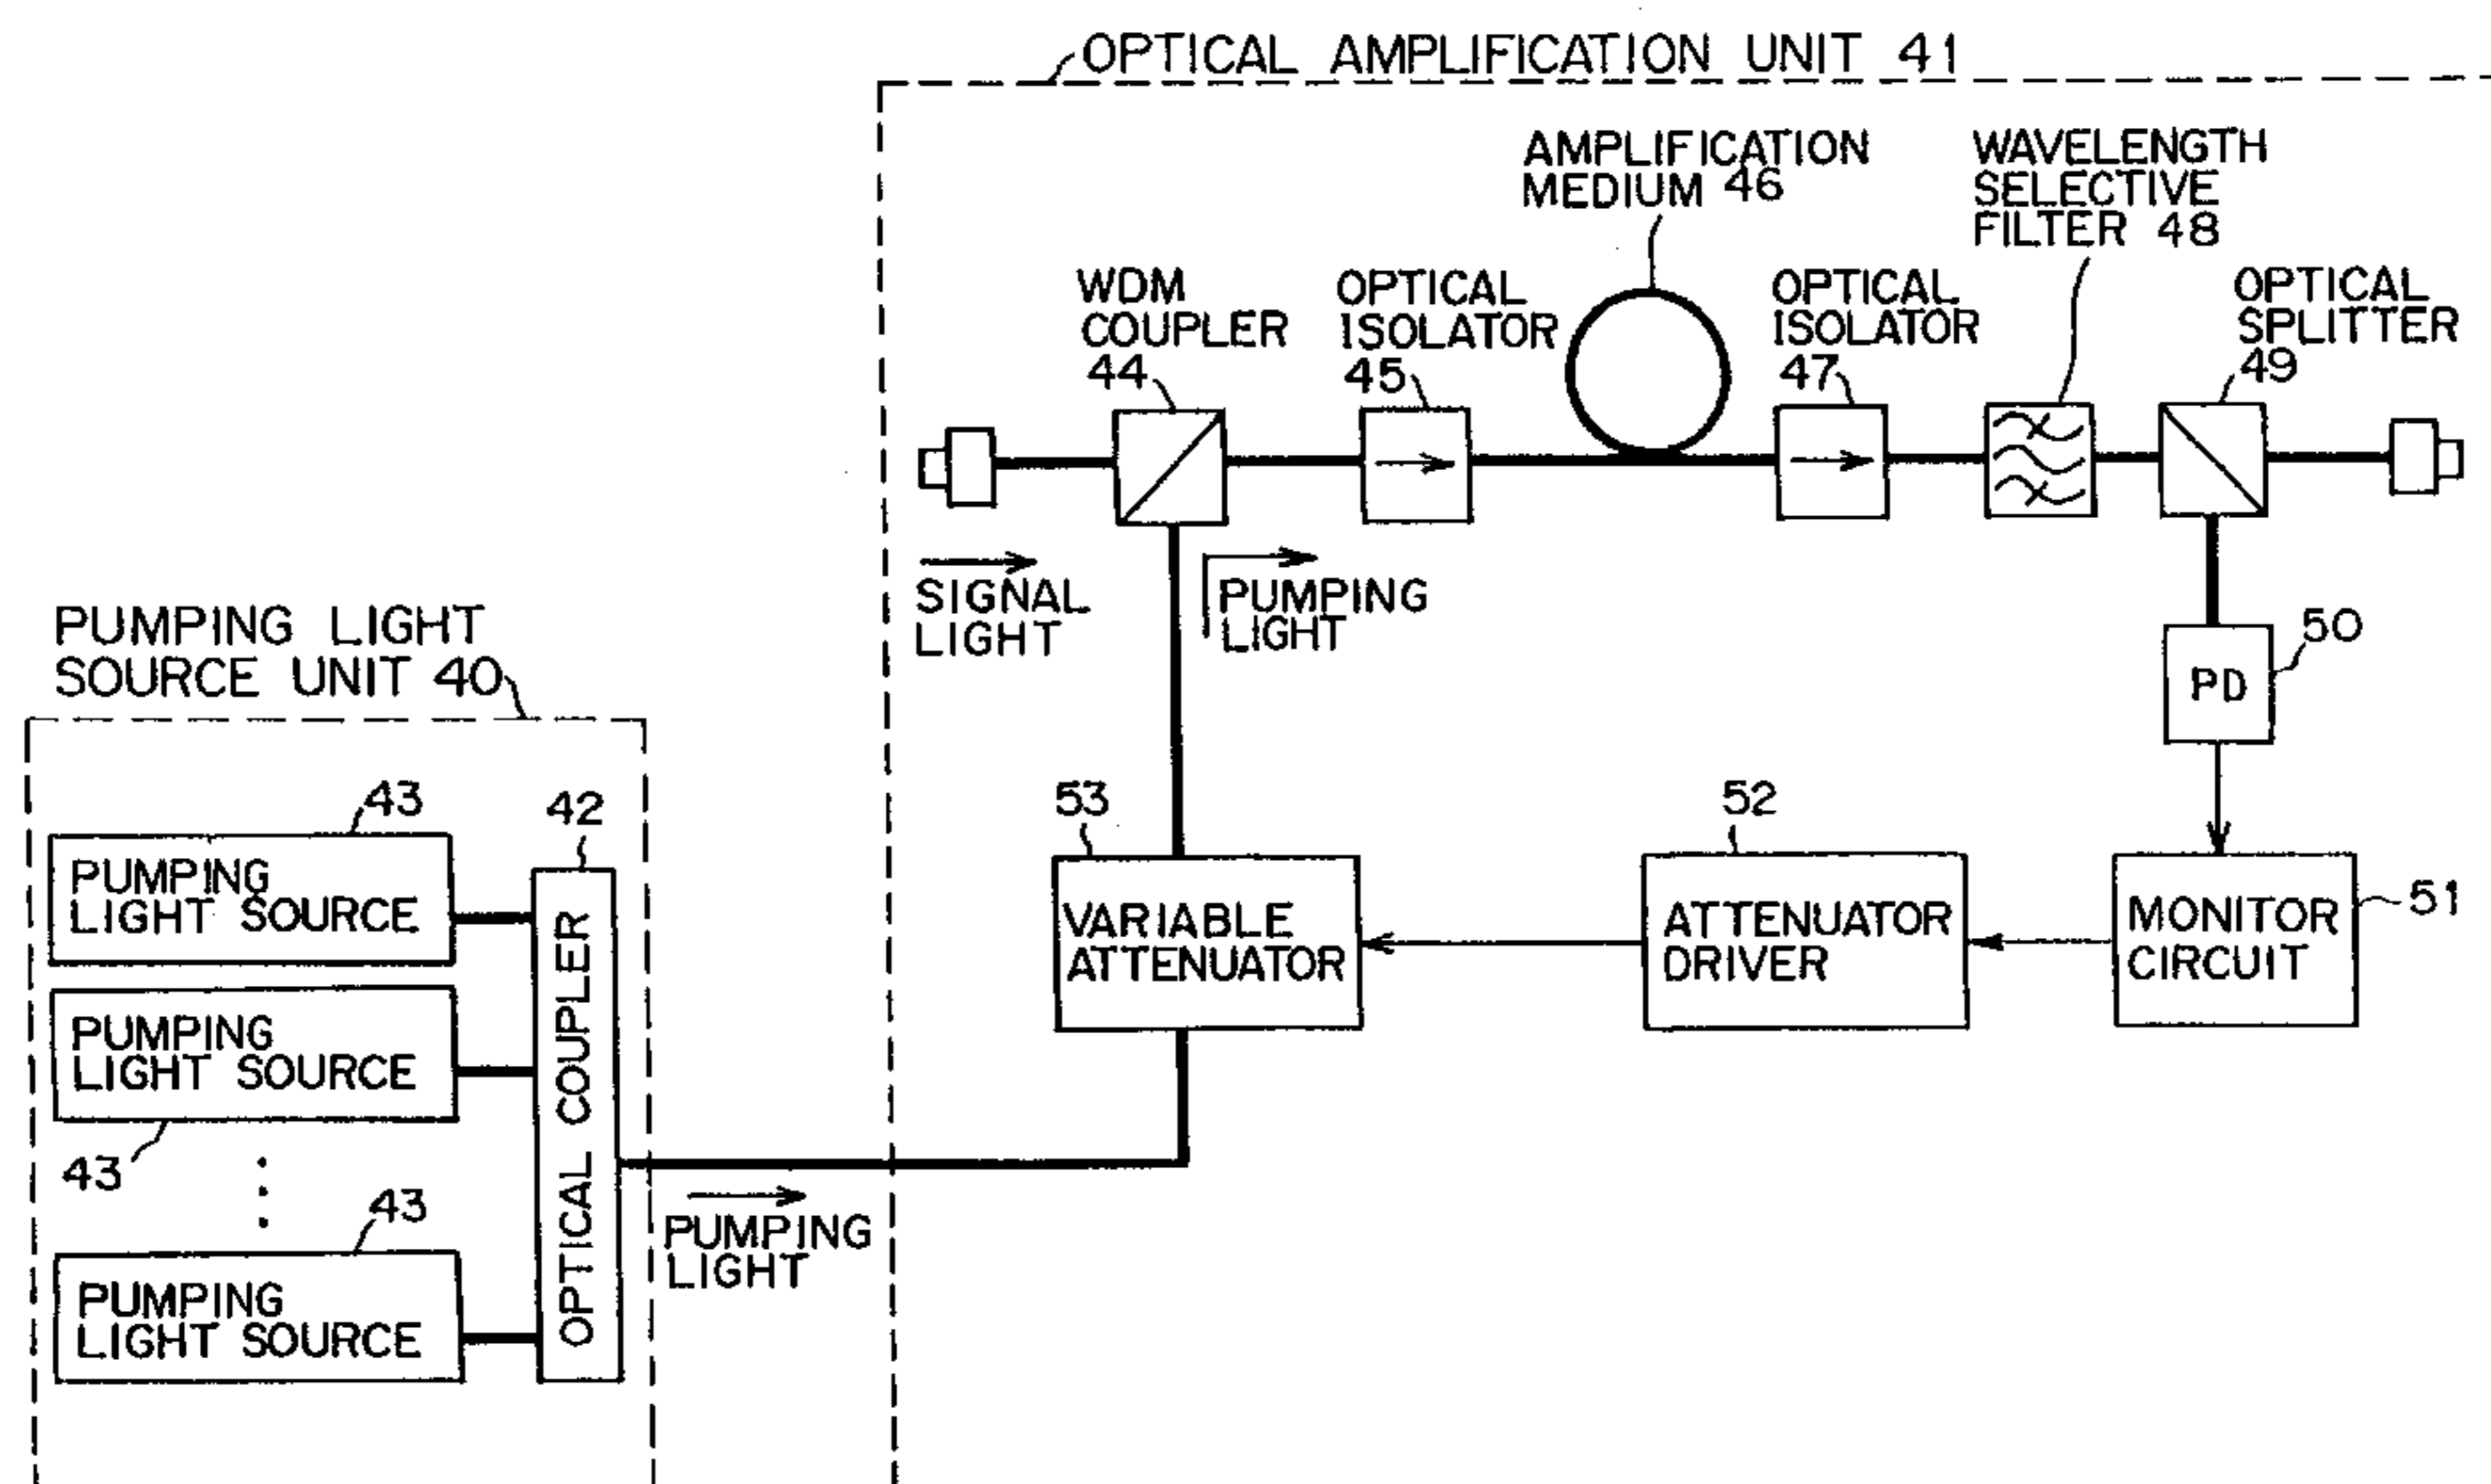 OPTICAL AMPLIFICATION UNIT 41
AMPLIFICATION
MEDIUM 46
WAVELENGTH
SELECTIVE
FILTER 48
WDM
COUPLER
44
OPTICAL
ISOLATOR
45
OPTICAL
ISOLATOR
47
OPTICAL
SPLITTER
49
SIGNAL
LIGHT
PUMPING
LIGHT
50
PD
PUMPING LIGHT
SOURCE UNIT 40
43
42
53
52
PUMPING
LIGHT SOURCE
VARIABLE
ATTENUATOR
ATTENUATOR
DRIVER
MONITOR
CIRCUIT
51
PUMPING
LIGHT SOURCE
43
OPTICAL COUPLER
43
PUMPING
LIGHT SOURCE
PUMPING
LIGHT